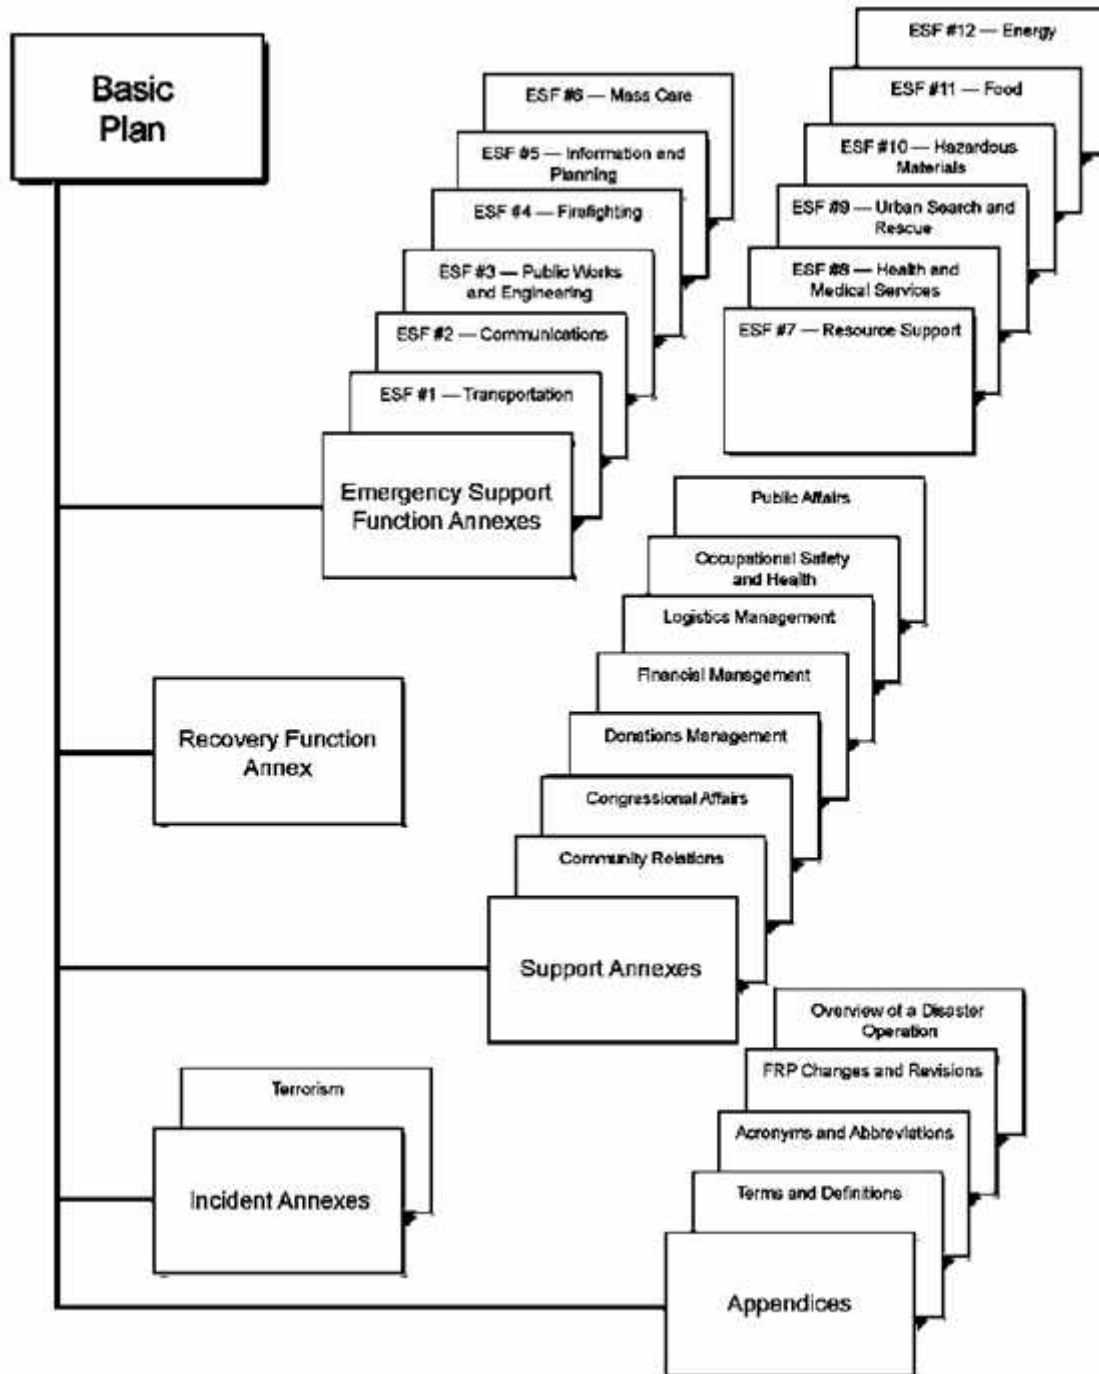 Basic
Plan
ESF #6 — Mass Care
ESF #5 — Information and
Planning
ESF #4 — Firefighting
ESF #3 — Public Works
and Engineering
ESF #2 — Communications
ESF #1 — Transportation
Emergency Support
Function Annexes
ESF #12 — Energy
ESF #11 — Food
ESF #10 — Hazardous
Materials
ESF #9 — Urban Search and
Rescue
ESF #8 — Health and
Medical Services
ESF #7 — Resource Support
Recovery Function
Annex
Public Affairs
Occupational Safety
and Health
Logistics Management
Financial Management
Donations Management
Congressional Affairs
Community Relations
Support Annexes
Terrorism
Incident Annexes
Overview of a Disaster
Operation
FRP Changes and Revisions
Acronyms and Abbreviations
Terms and Definitions
Appendices